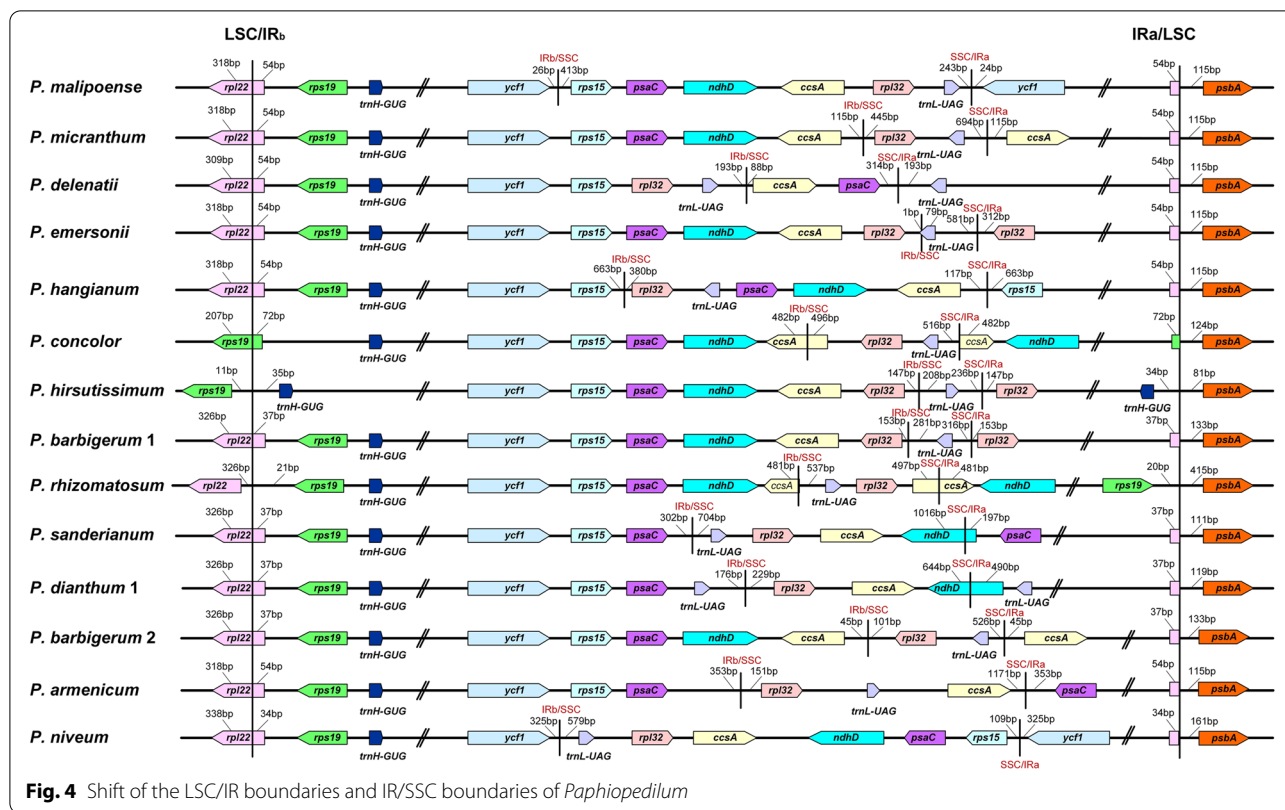 LSC/IRb IRa/LSC
318bp 54bp IRb/SSC 26bp 413bp SSC/IRa 243bp 24bp 54bp 115bp
P. malipoense rpl22 rps19 trnH-GUG // ycf1 rps15 psaC ndhD ccsA rpl32 trnL-UAG ycf1 // psbA
318bp 54bp IRb/SSC 115bp 445bp SSC/IRa 694bp 115bp 54bp 115bp
P. micranthum rpl22 rps19 trnH-GUG // ycf1 rps15 psaC ndhD ccsA rpl32 trnL-UAG ccsA // psbA
309bp 54bp IRb/SSC 193bp 88bp SSC/IRa 314bp 193bp 54bp 115bp
P. delenatii rpl22 rps19 trnH-GUG // ycf1 rps15 rpl32 trnL-UAG ccsA psaC trnL-UAG // psbA
318bp 54bp 1bp 79bp SSC/IRa 581bp 312bp 54bp 115bp
P. emersonii rpl22 rps19 trnH-GUG // ycf1 rps15 psaC ndhD ccsA rpl32 trnL-UAG rpl32 // psbA
IRb/SSC
318bp 54bp IRb/SSC 663bp 380bp SSC/IRa 117bp 663bp 54bp 115bp
P. hangianum rpl22 rps19 trnH-GUG // ycf1 rps15 rpl32 trnL-UAG psaC ndhD ccsA rps15 // psbA
207bp 72bp IRb/SSC 482bp 496bp SSC/IRa 516bp 482bp 72bp 124bp
P. concolor rps19 trnH-GUG // ycf1 rps15 psaC ndhD ccsA rpl32 trnL-UAG ccsA ndhD // psbA
11bp 35bp IRb/SSC 147bp 208bp SSC/IRa 236bp 147bp 34bp 81bp
P. hirsutissimum rps19 trnH-GUG // ycf1 rps15 psaC ndhD ccsA rpl32 trnL-UAG rpl32 // trnH-GUG psbA
326bp 37bp IRb/SSC 153bp 281bp SSC/IRa 316bp 153bp 37bp 133bp
P. barbigerum 1 rpl22 rps19 trnH-GUG // ycf1 rps15 psaC ndhD ccsA rpl32 trnL-UAG rpl32 // psbA
326bp 21bp IRb/SSC 481bp 537bp 497bp SSC/IRa 481bp 20bp 415bp
P. rhizomatosum rpl22 rps19 trnH-GUG // ycf1 rps15 psaC ndhD ccsA trnL-UAG rpl32 ccsA ndhD // rps19 psbA
326bp 37bp IRb/SSC 302bp 704bp SSC/IRa 1016bp 197bp 37bp 111bp
P. sanderianum rpl22 rps19 trnH-GUG // ycf1 rps15 psaC trnL-UAG rpl32 ccsA ndhD psaC // psbA
326bp 37bp IRb/SSC 176bp 229bp SSC/IRa 644bp 490bp 37bp 119bp
P. dianthum 1 rpl22 rps19 trnH-GUG // ycf1 rps15 psaC trnL-UAG rpl32 ccsA ndhD trnL-UAG // psbA
326bp 37bp IRb/SSC 45bp 101bp SSC/IRa 526bp 45bp 37bp 133bp
P. barbigerum 2 rpl22 rps19 trnH-GUG // ycf1 rps15 psaC ndhD ccsA rpl32 trnL-UAG ccsA // psbA
318bp 54bp IRb/SSC 353bp 151bp SSC/IRa 1171bp 353bp 54bp 115bp
P. armenicum rpl22 rps19 trnH-GUG // ycf1 rps15 psaC rpl32 trnL-UAG ccsA psaC // psbA
338bp 34bp IRb/SSC 325bp 579bp 109bp 325bp 34bp 161bp
P. niveum rpl22 rps19 trnH-GUG // ycf1 trnL-UAG rpl32 ccsA ndhD psaC rps15 ycf1 // psbA
SSC/IRa
Fig. 4 Shift of the LSC/IR boundaries and IR/SSC boundaries of Paphiopedilum